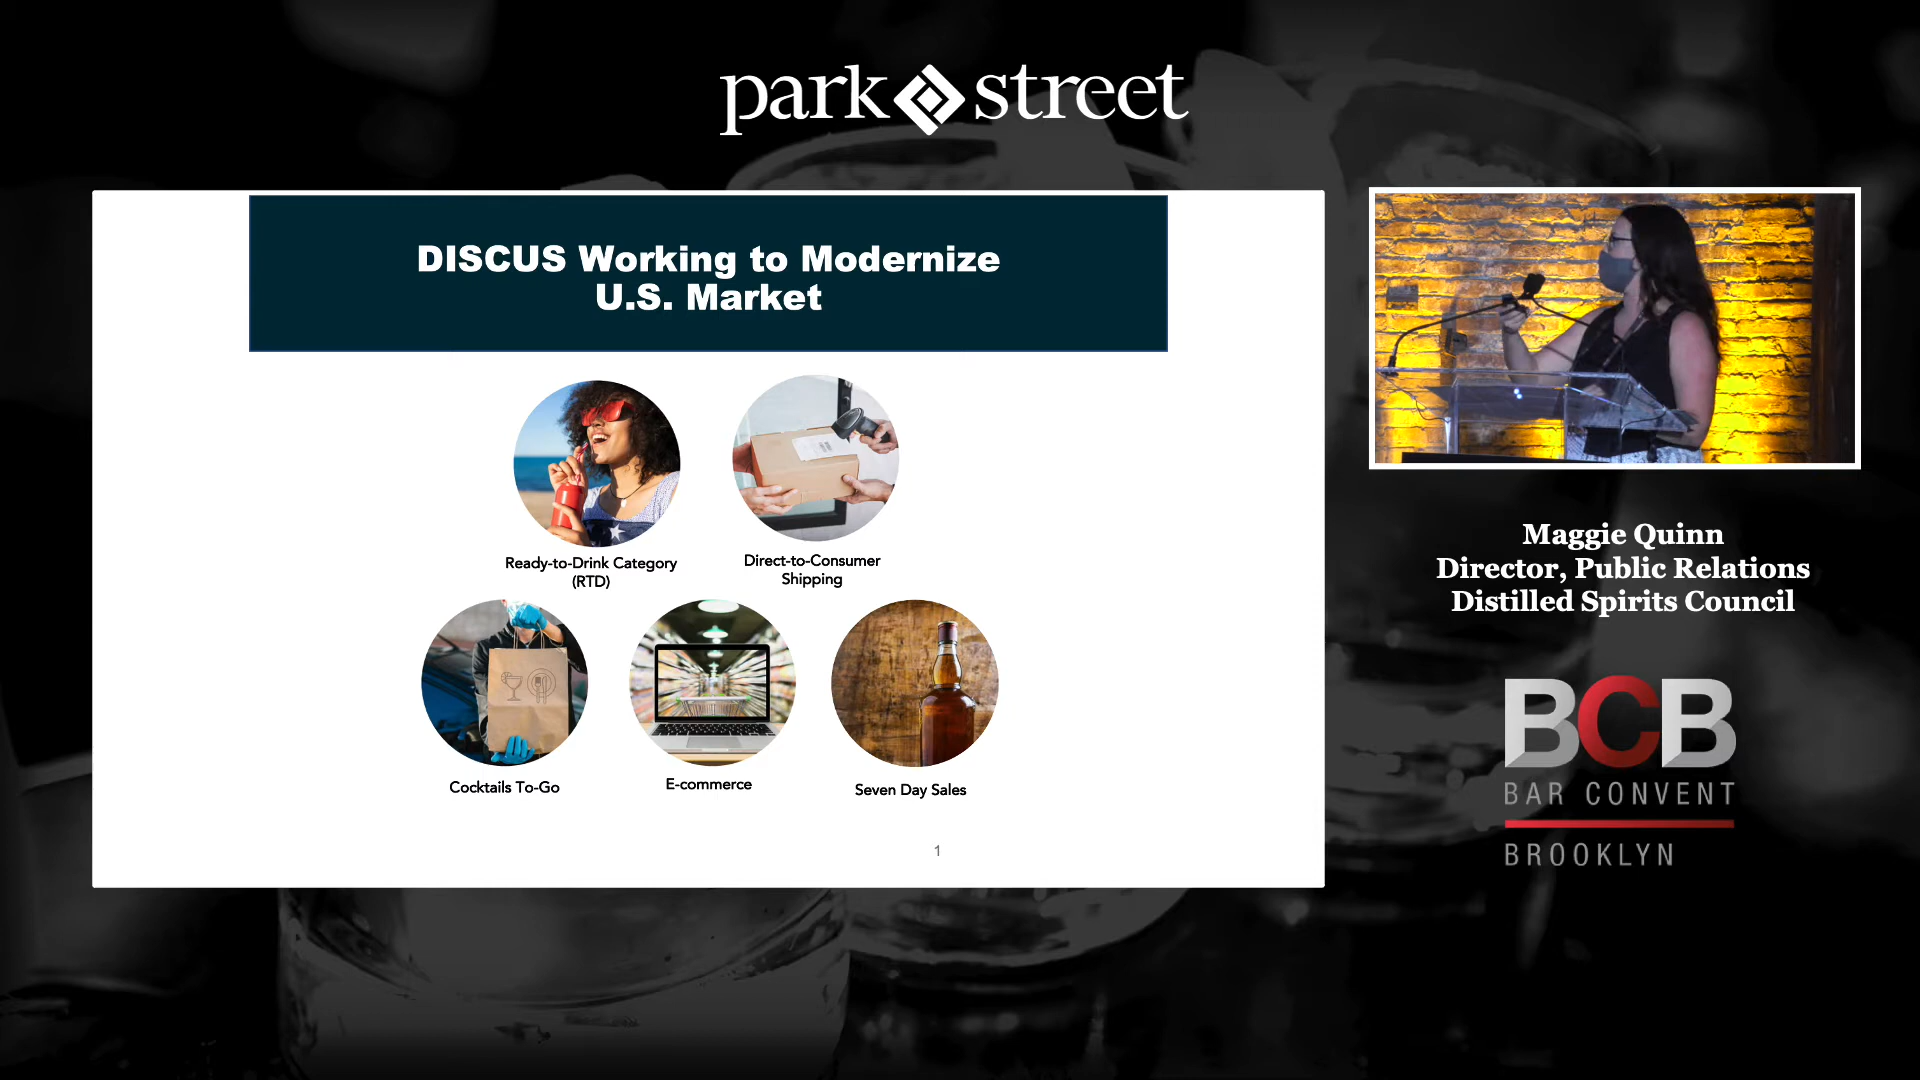 park street
DISCUS Working to Modernize
U.S. Market
Ready-to-Drink Category
(RTD)
Direct-to-Consumer
Shipping
Cocktails To-Go
E-commerce
Seven Day Sales
1
Maggie Quinn
Director, Public Relations
Distilled Spirits Council
BCB
BAR CONVENT
BROOKLYN